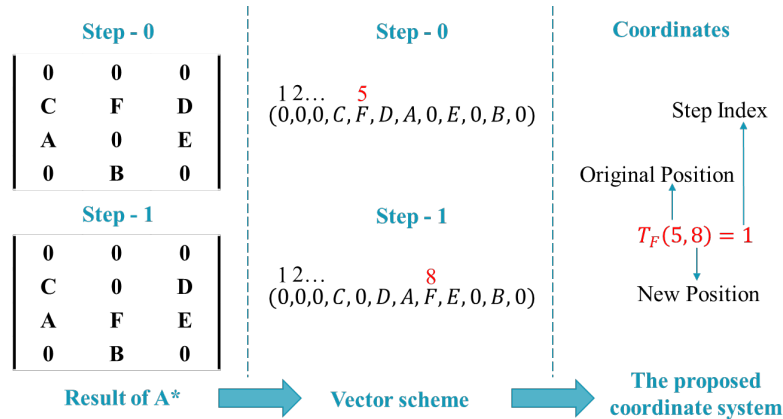 Step - 0
0 0 0
C F D
A 0 E
0 B 0
Step - 1
0 0 0
C 0 D
A F E
0 B 0
Result of A*
Step - 0
1 2... 5
(0,0,0, C, F, D, A, 0, E, 0, B, 0)
Step - 1
1 2... 8
(0,0,0, C, 0, D, A, F, E, 0, B, 0)
Vector scheme
Coordinates
Step Index
Original Position
T_F(5,8) = 1
New Position
The proposed
coordinate system